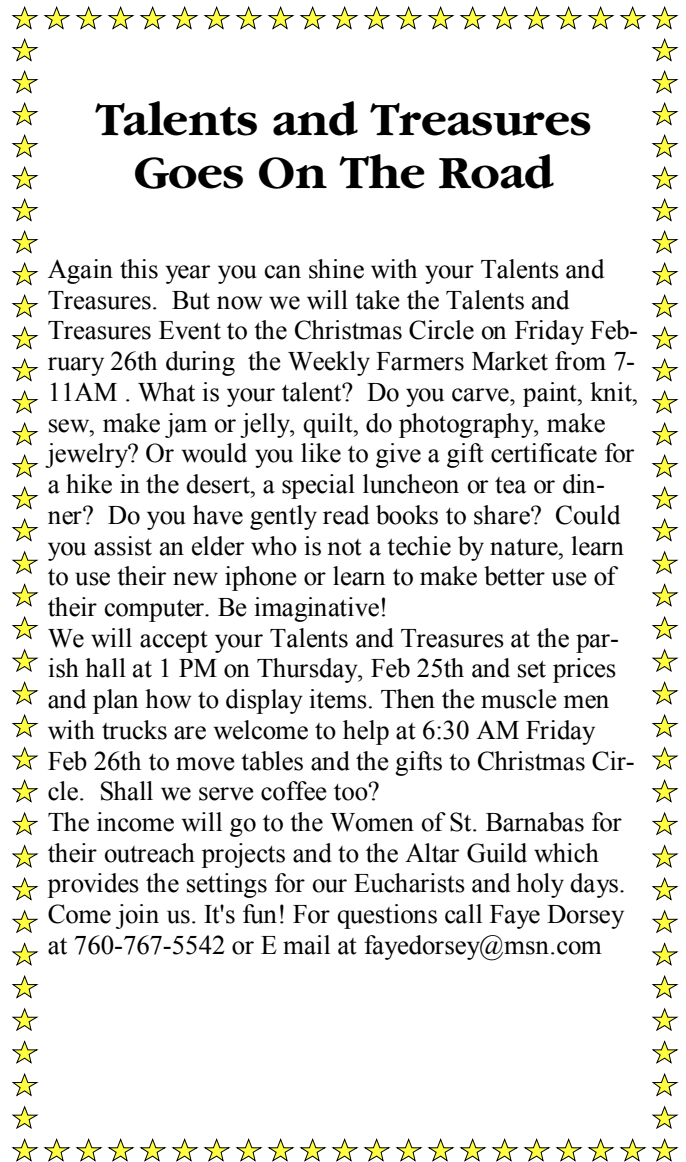 Talents and Treasures
Goes On The Road
Again this year you can shine with your Talents and
Treasures.  But now we will take the Talents and
Treasures Event to the Christmas Circle on Friday Feb-
ruary 26th during  the Weekly Farmers Market from 7-
11AM . What is your talent?  Do you carve, paint, knit,
sew, make jam or jelly, quilt, do photography, make
jewelry? Or would you like to give a gift certificate for
a hike in the desert, a special luncheon or tea or din-
ner?  Do you have gently read books to share?  Could
you assist an elder who is not a techie by nature, learn
to use their new iphone or learn to make better use of
their computer. Be imaginative!
We will accept your Talents and Treasures at the par-
ish hall at 1 PM on Thursday, Feb 25th and set prices
and plan how to display items. Then the muscle men
with trucks are welcome to help at 6:30 AM Friday
Feb 26th to move tables and the gifts to Christmas Cir-
cle.  Shall we serve coffee too?
The income will go to the Women of St. Barnabas for
their outreach projects and to the Altar Guild which
provides the settings for our Eucharists and holy days.
Come join us. It's fun! For questions call Faye Dorsey
at 760-767-5542 or E mail at fayedorsey@msn.com